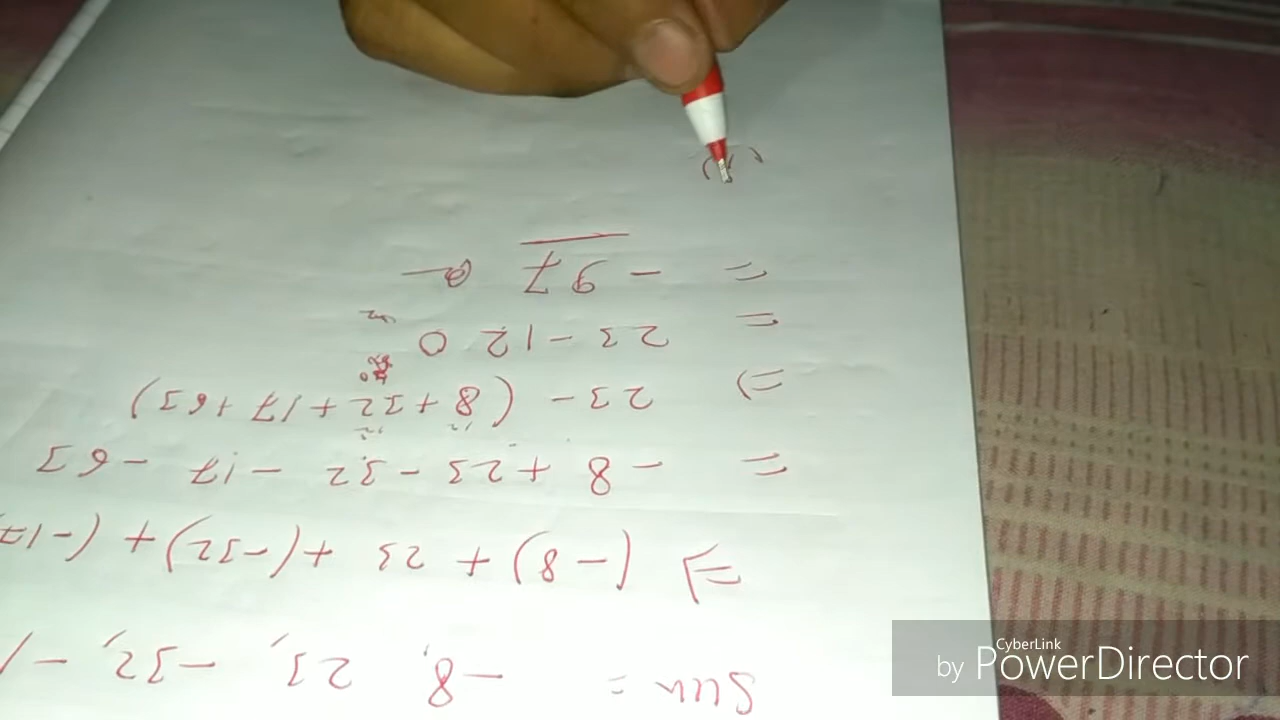 Sum = -8, 23, -32, -1
=) (-8) + 23 + (-32) + (-17
= -8 + 23 - 32 - 17 - 63
=) 23 - (8 + 32 + 17 + 63)
= 23 - 120
= - 97
CyberLink
by PowerDirector